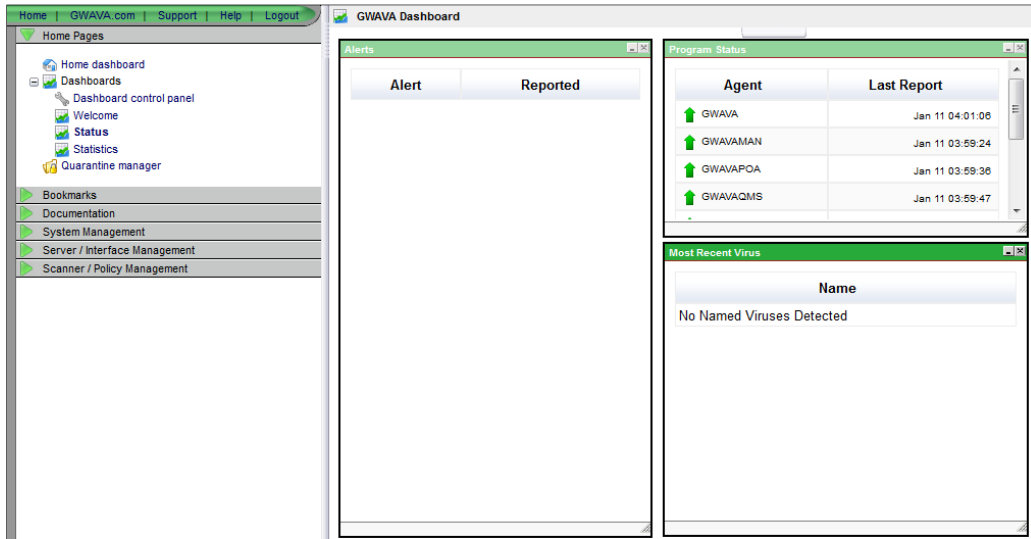 Home | GWAVA.com | Support | Help | Logout
Home Pages
Home dashboard
Dashboards
Dashboard control panel
Welcome
Status
Statistics
Quarantine manager
Bookmarks
Documentation
System Management
Server / Interface Management
Scanner / Policy Management
GWAVA Dashboard
Alerts
Alert Reported
Program Status
Agent Last Report
GWAVA Jan 11 04:01:06
GWAVAMAN Jan 11 03:59:24
GWAVAPOA Jan 11 03:59:36
GWAVAQMS Jan 11 03:59:47
Most Recent Virus
Name
No Named Viruses Detected